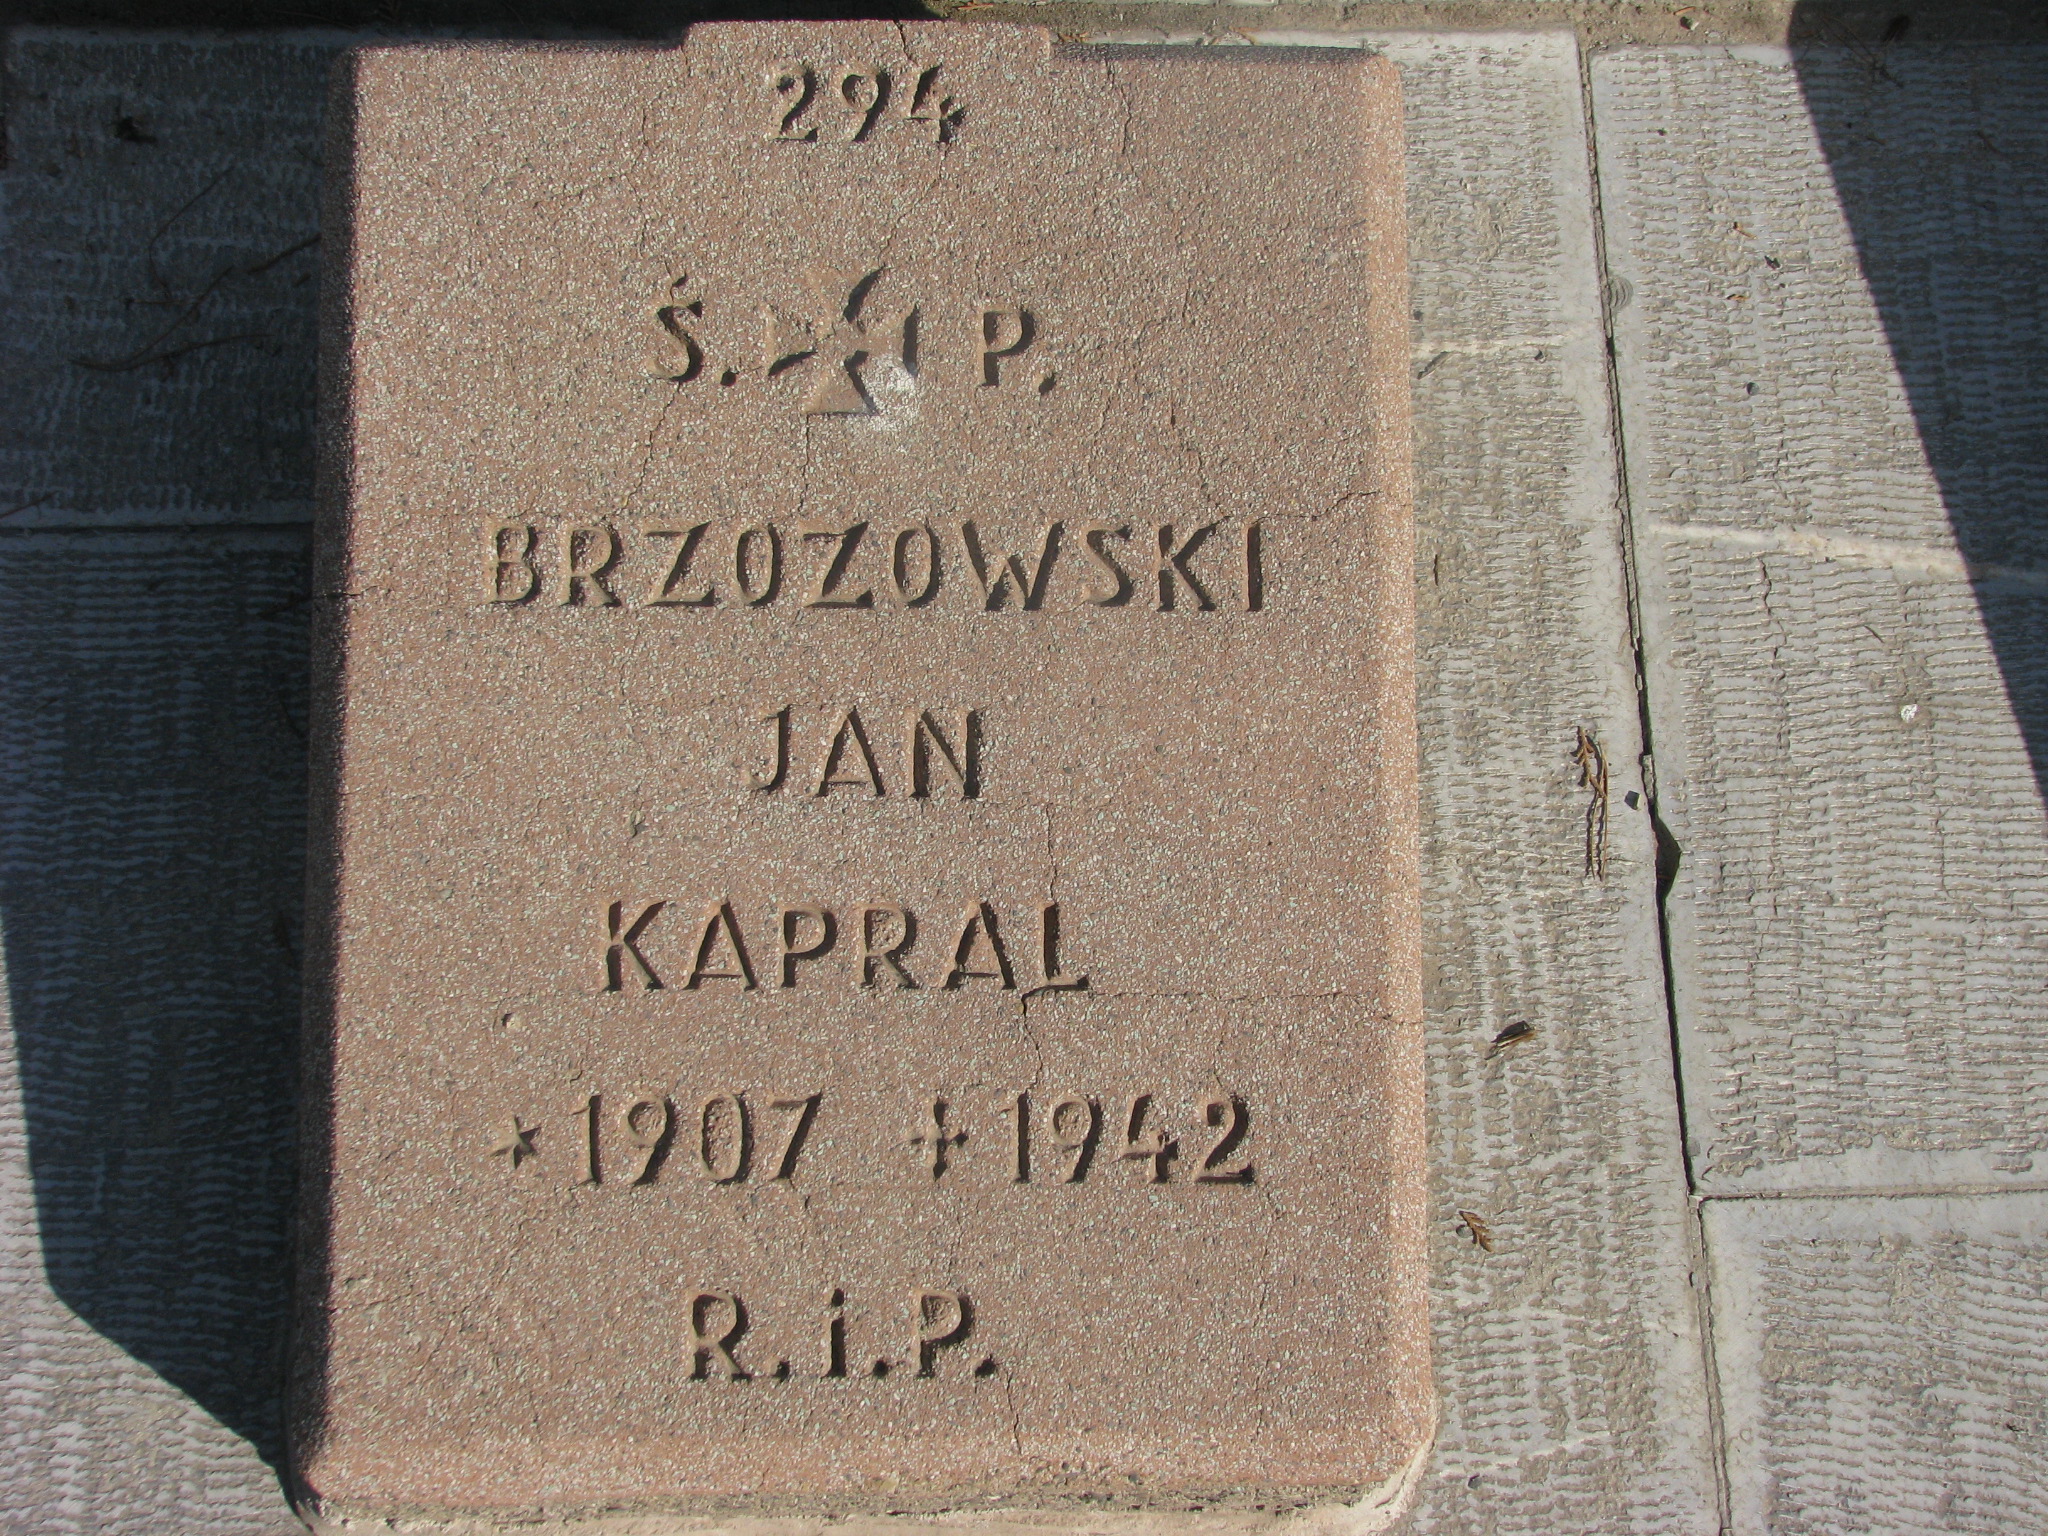 294
Ś. P.
BRZOZOWSKI
JAN
KAPRAL
★ 1907 ✝ 1942
R.i.P.